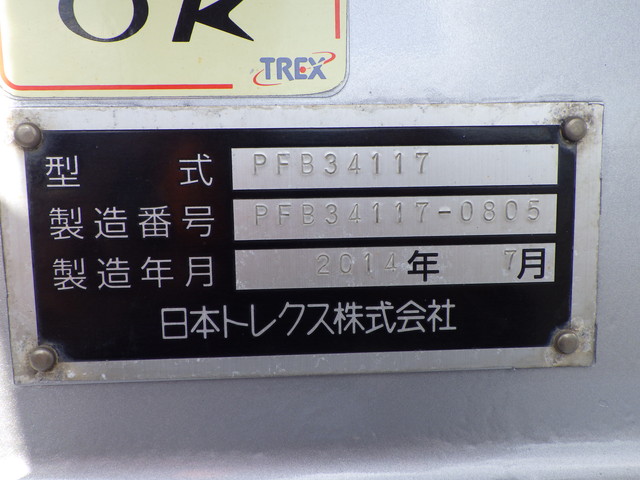 OK
TREX
型式 PFB34117
製造番号 PFB34117-0805
製造年月 2014年 7月
日本トレクス株式会社